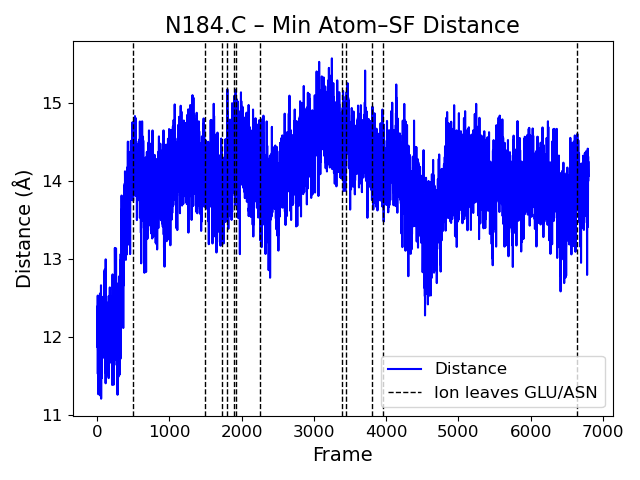 N184.C – Min Atom–SF Distance
15
14
13
12
11
Distance (Å)
0 1000 2000 3000 4000 5000 6000 7000
Frame
Distance
Ion leaves GLU/ASN